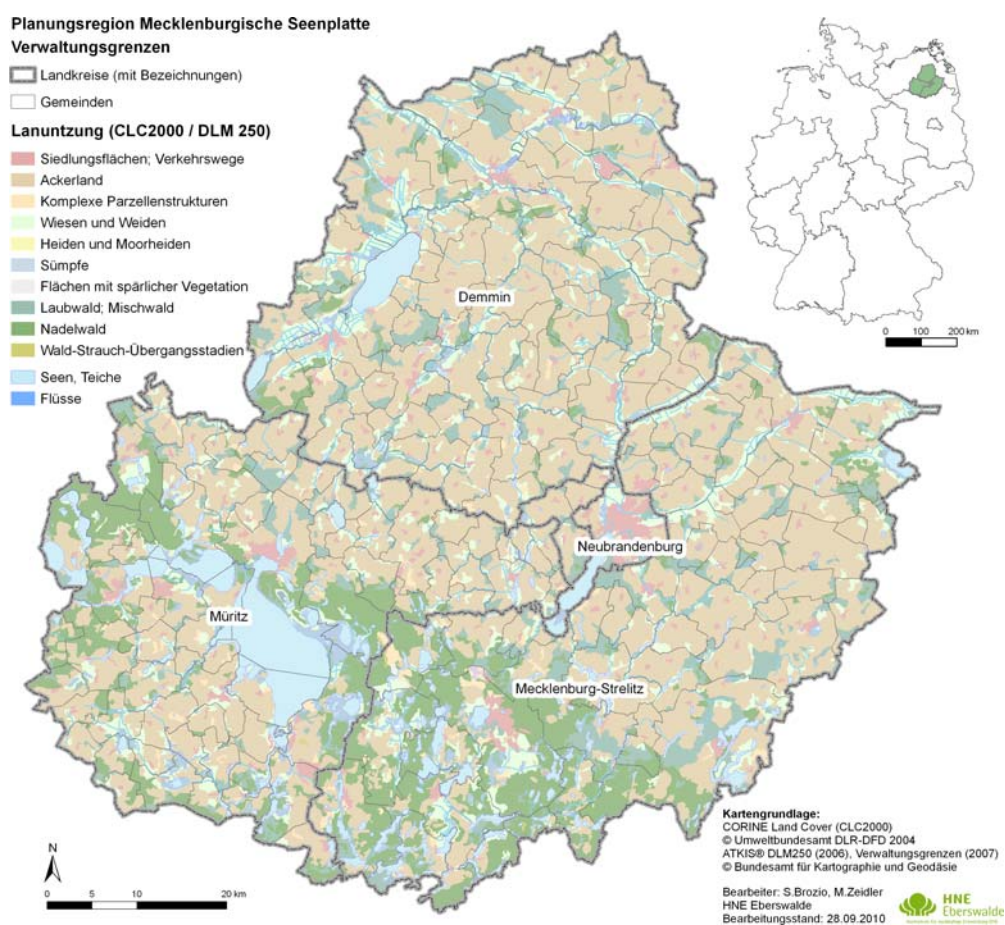 Planungsregion Mecklenburgische Seenplatte
Verwaltungsgrenzen
Landkreise (mit Bezeichnungen)
Gemeinden
Lanuntzung (CLC2000 / DLM 250)
Siedlungsflächen; Verkehrswege
Ackerland
Komplexe Parzellenstrukturen
Wiesen und Weiden
Heiden und Moorheiden
Sümpfe
Flächen mit spärlicher Vegetation
Laubwald; Mischwald
Nadelwald
Wald-Strauch-Übergangsstadien
Seen, Teiche
Flüsse
0 100 200 km
Demmin
Neubrandenburg
Müritz
Mecklenburg-Strelitz
N
0 5 10 20 km
Kartengrundlage:
CORINE Land Cover (CLC2000)
© Umweltbundesamt DLR-DFD 2004
ATKIS® DLM250 (2006), Verwaltungsgrenzen (2007)
© Bundesamt für Kartographie und Geodäsie
Bearbeiter: S.Brozio, M.Zeidler
HNE Eberswalde
Bearbeitungsstand: 28.09.2010
HNE
Eberswalde